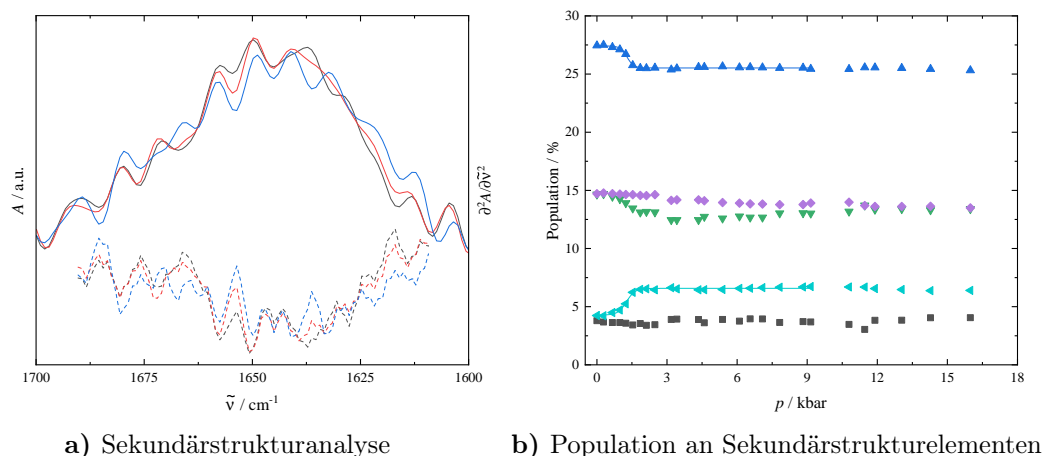 A / a.u.
∂²A/∂ν̃²
1700 1675 1650 1625 1600
ν̃ / cm⁻¹
a) Sekundärstrukturanalyse
Population / %
30
25
20
15
10
5
0
0 3 6 9 12 15 18
p / kbar
b) Population an Sekundärstrukturelementen